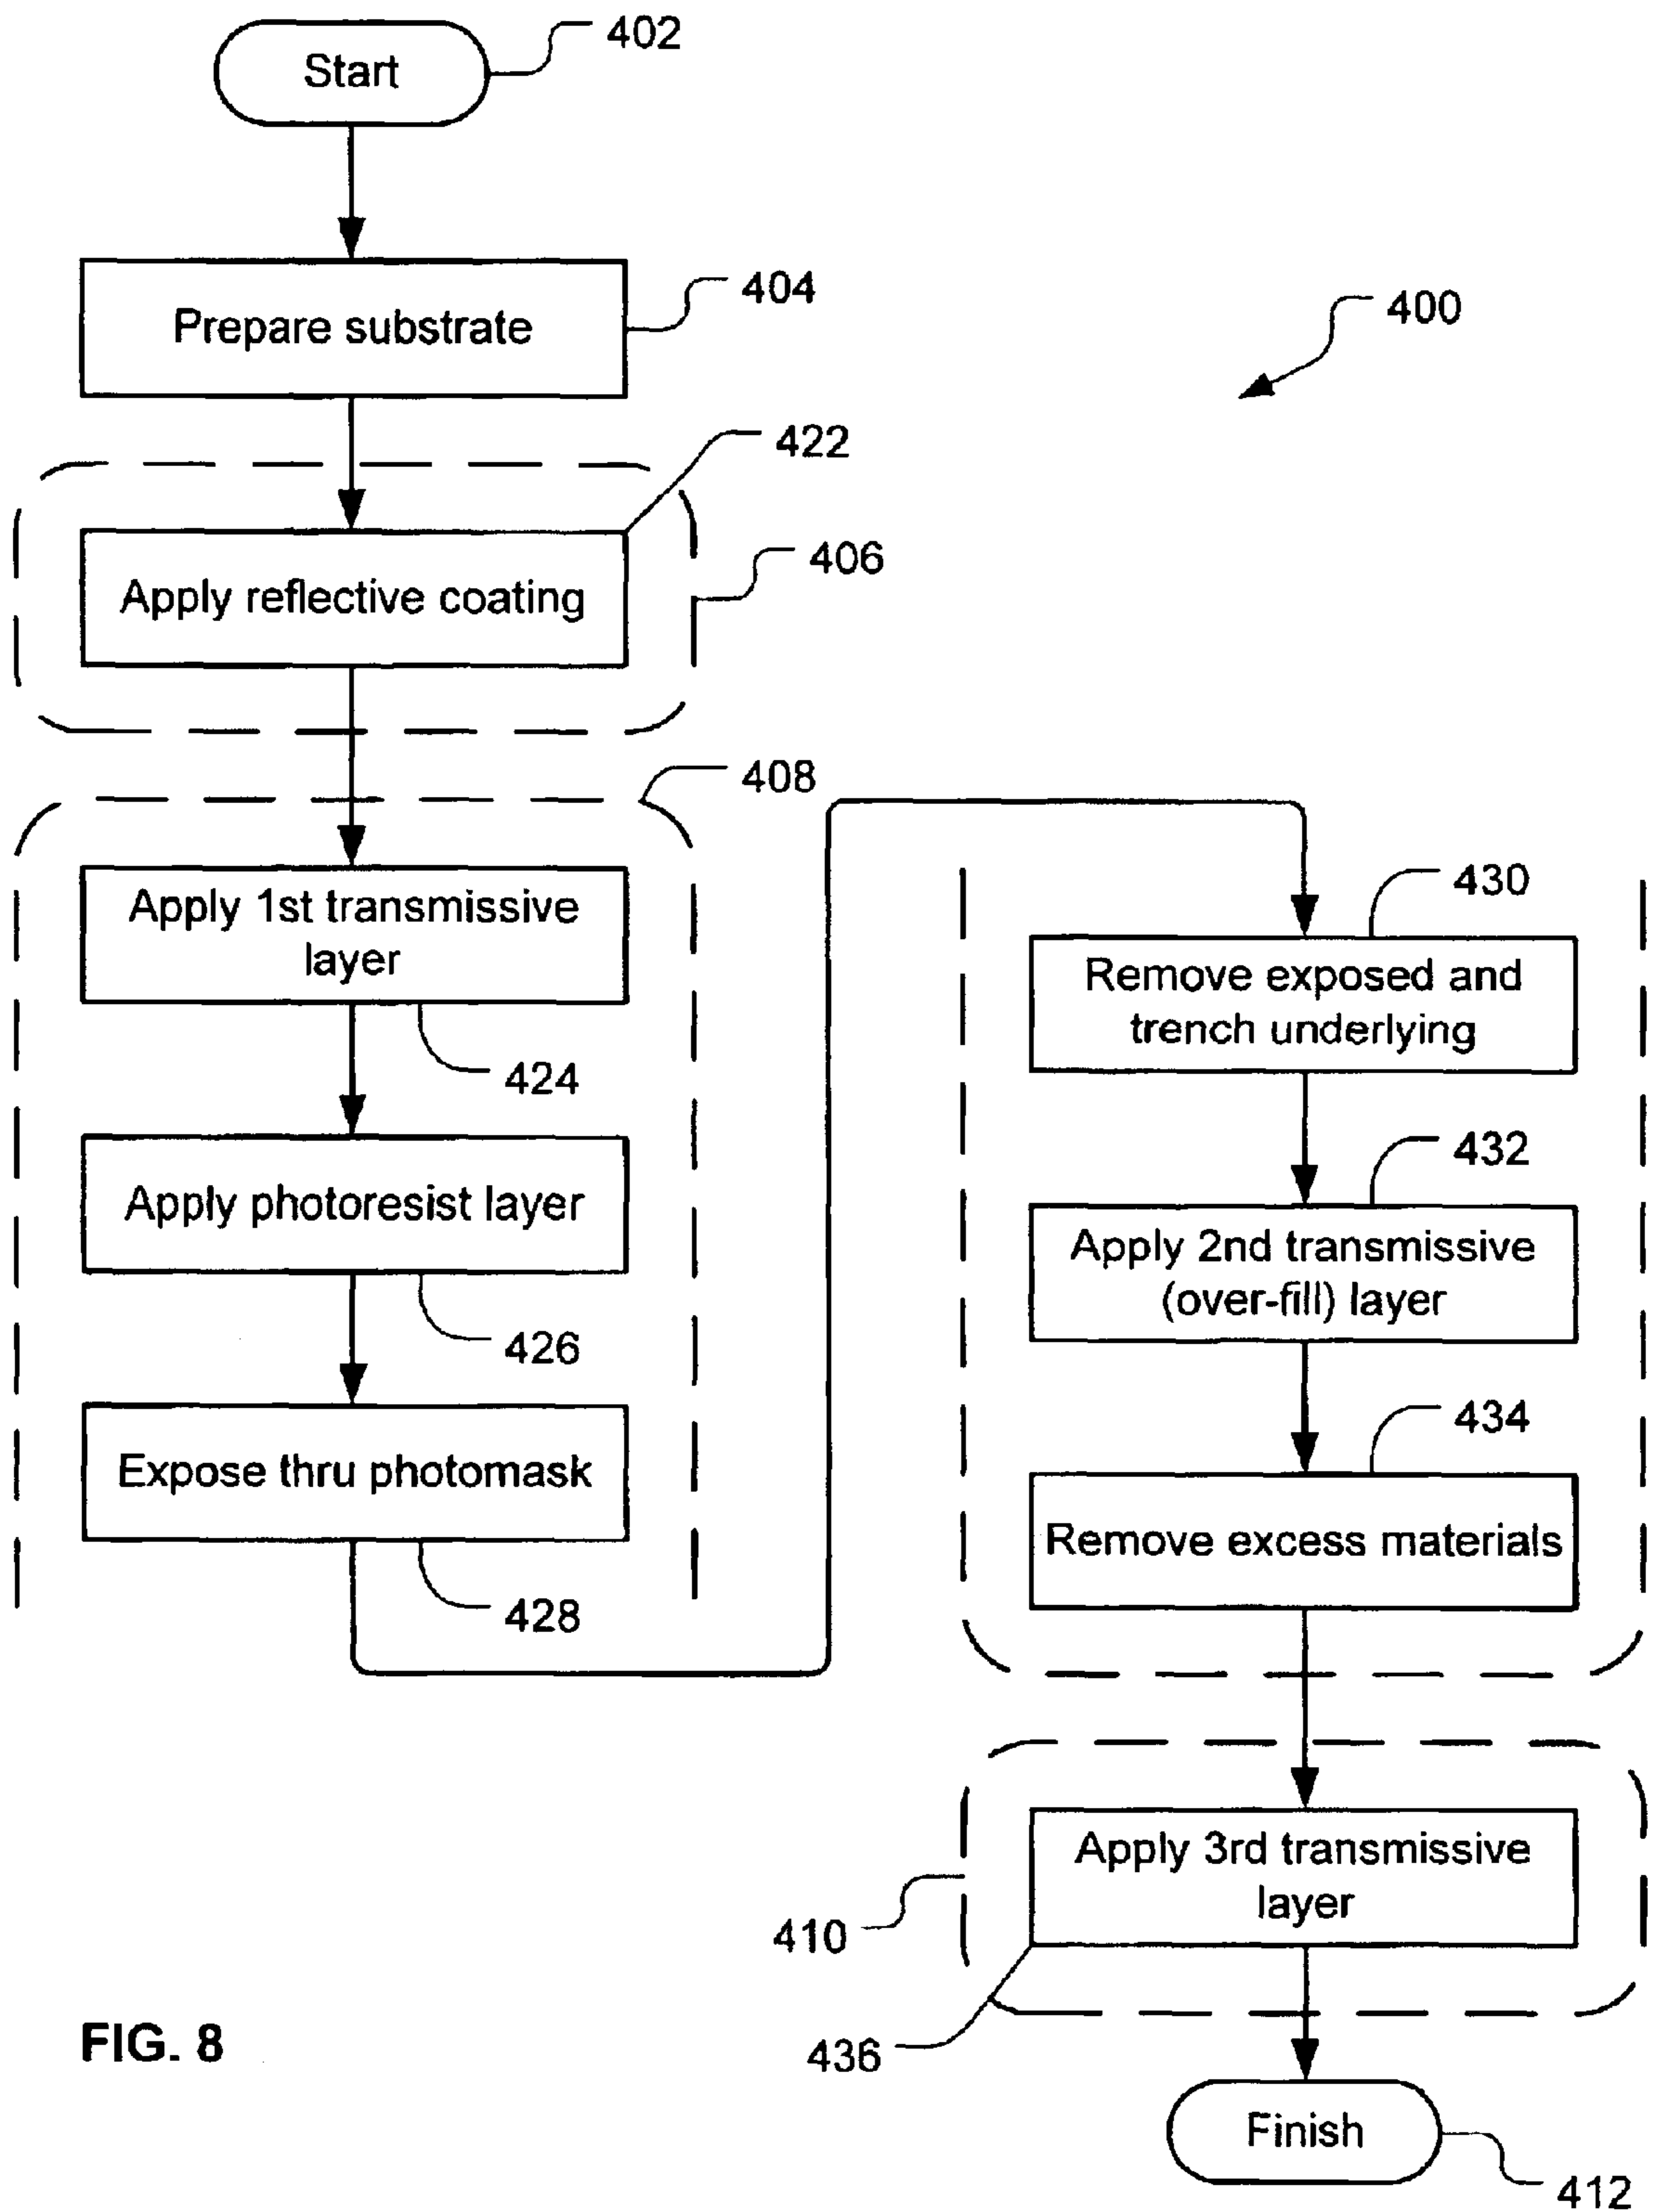 Start
402
Prepare substrate
404
400
422
Apply reflective coating
406
408
Apply 1st transmissive
layer
424
Apply photoresist layer
426
Expose thru photomask
428
430
Remove exposed and
trench underlying
432
Apply 2nd transmissive
(over-fill) layer
434
Remove excess materials
Apply 3rd transmissive
layer
410
436
Finish
412
FIG. 8